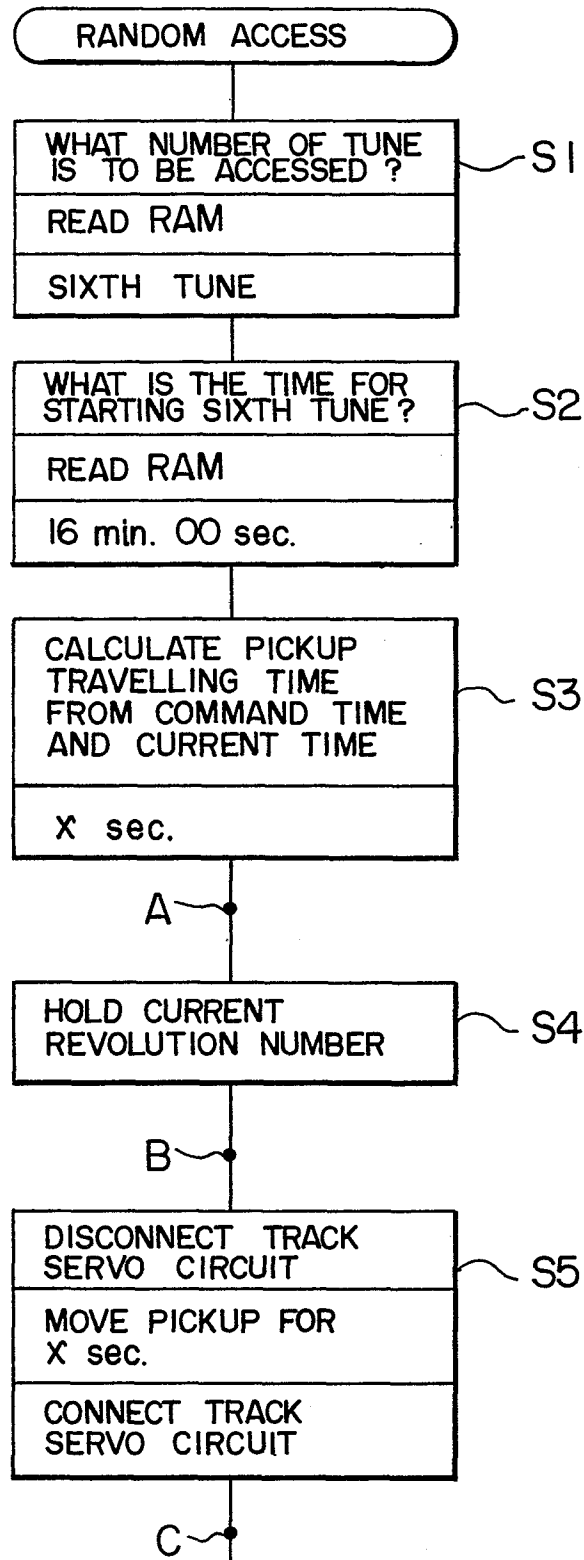 RANDOM ACCESS
WHAT NUMBER OF TUNE
IS TO BE ACCESSED ?
S1
READ RAM
SIXTH TUNE
WHAT IS THE TIME FOR
STARTING SIXTH TUNE ?
S2
READ RAM
16 min. 00 sec.
CALCULATE PICKUP
TRAVELLING TIME
FROM COMMAND TIME
AND CURRENT TIME
S3
X sec.
A
HOLD CURRENT
REVOLUTION NUMBER
S4
B
DISCONNECT TRACK
SERVO CIRCUIT
S5
MOVE PICKUP FOR
X sec.
CONNECT TRACK
SERVO CIRCUIT
C